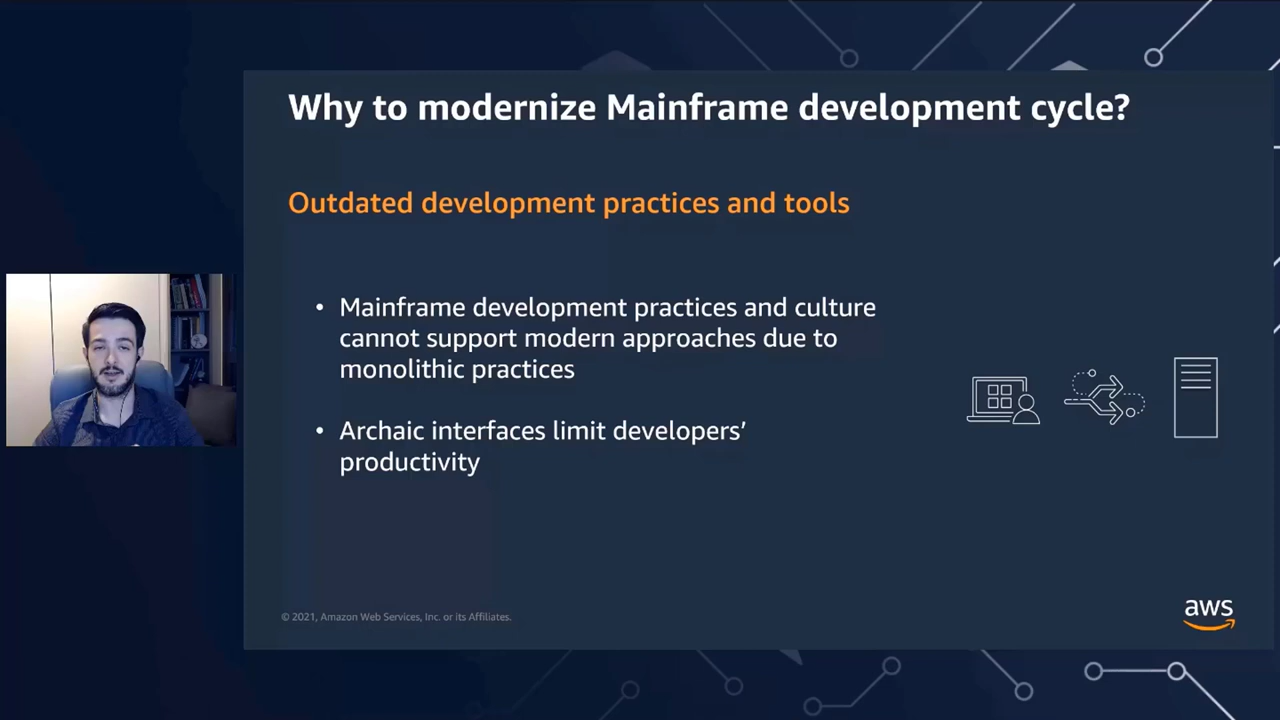 Why to modernize Mainframe development cycle?
Outdated development practices and tools
• Mainframe development practices and culture
cannot support modern approaches due to
monolithic practices
• Archaic interfaces limit developers’
productivity
© 2021, Amazon Web Services, Inc. or its Affiliates.
aws